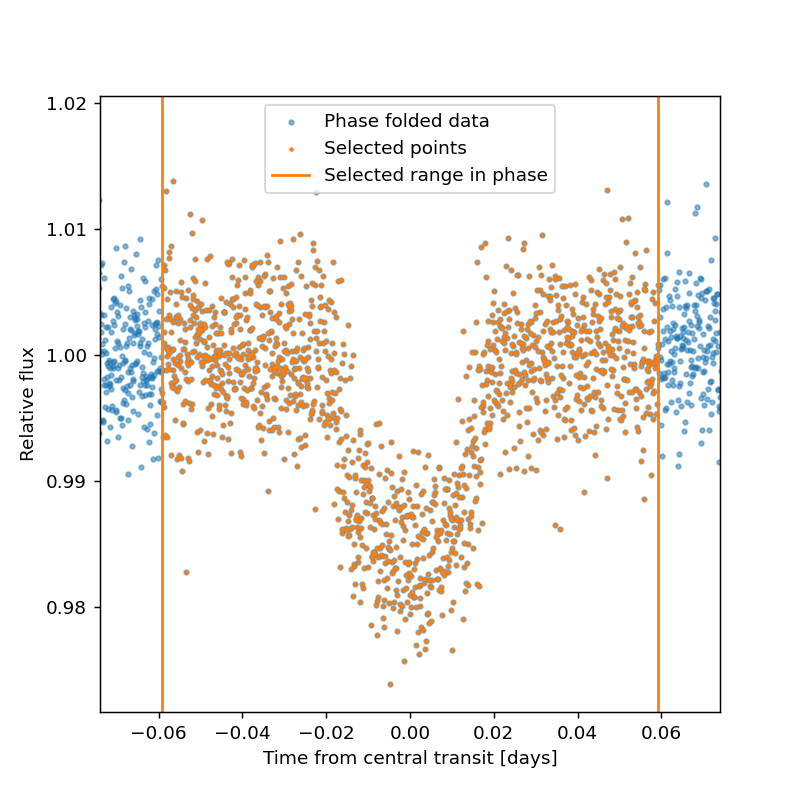 1.02
1.01
1.00
0.99
0.98
Relative flux
Phase folded data
Selected points
Selected range in phase
−0.06 −0.04 −0.02 0.00 0.02 0.04 0.06
Time from central transit [days]